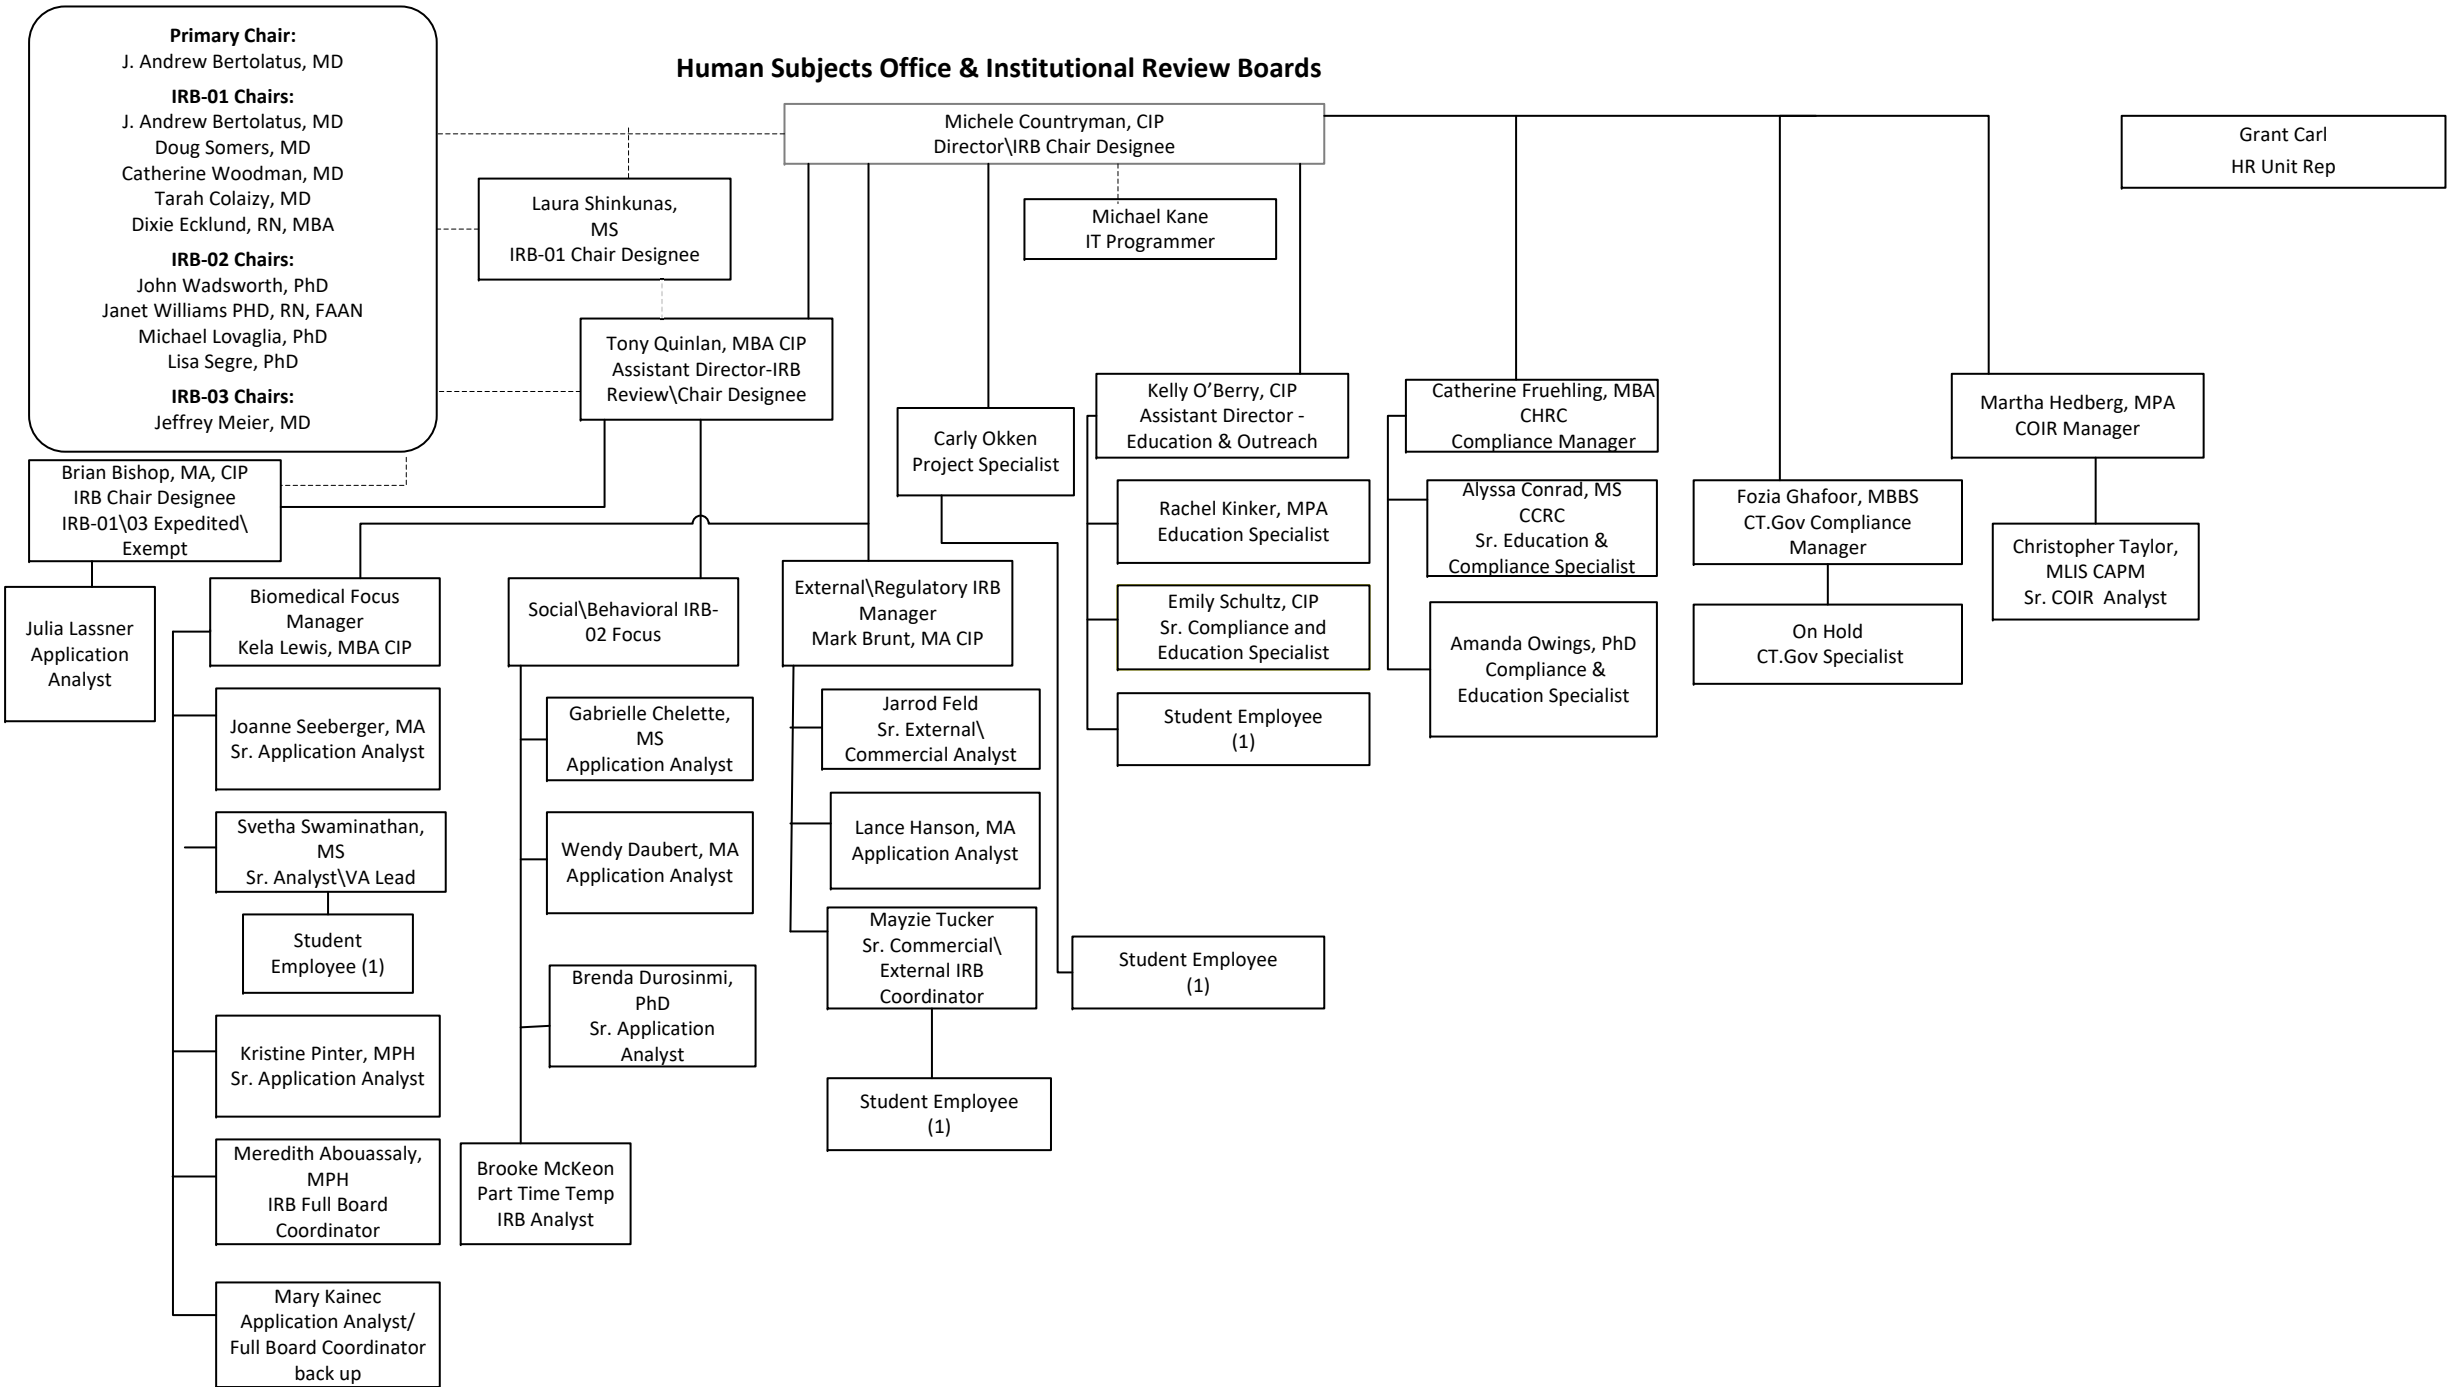 Primary Chair:
J. Andrew Bertolatus, MD
IRB-01 Chairs:
J. Andrew Bertolatus, MD
Doug Somers, MD
Catherine Woodman, MD
Tarah Colaizy, MD
Dixie Ecklund, RN, MBA
IRB-02 Chairs:
John Wadsworth, PhD
Janet Williams PHD, RN, FAAN
Michael Lovaglia, PhD
Lisa Segre, PhD
IRB-03 Chairs:
Jeffrey Meier, MD
Human Subjects Office & Institutional Review Boards
Michele Countryman, CIP
Director\IRB Chair Designee
Grant Carl
HR Unit Rep
Laura Shinkunas,
MS
IRB-01 Chair Designee
Michael Kane
IT Programmer
Tony Quinlan, MBA CIP
Assistant Director-IRB
Review\Chair Designee
Carly Okken
Project Specialist
Kelly O’Berry, CIP
Assistant Director -
Education & Outreach
Catherine Fruehling, MBA
CHRC
Compliance Manager
Martha Hedberg, MPA
COIR Manager
Brian Bishop, MA, CIP
IRB Chair Designee
IRB-01\03 Expedited\
Exempt
Rachel Kinker, MPA
Education Specialist
Alyssa Conrad, MS
CCRC
Sr. Education &
Compliance Specialist
Fozia Ghafoor, MBBS
CT.Gov Compliance
Manager
Christopher Taylor,
MLIS CAPM
Sr. COIR  Analyst
Julia Lassner
Application
Analyst
Biomedical Focus
Manager
Kela Lewis, MBA CIP
Social\Behavioral IRB-
02 Focus
External\Regulatory IRB
Manager
Mark Brunt, MA CIP
Emily Schultz, CIP
Sr. Compliance and
Education Specialist
Amanda Owings, PhD
Compliance &
Education Specialist
On Hold
CT.Gov Specialist
Joanne Seeberger, MA
Sr. Application Analyst
Gabrielle Chelette,
MS
Application Analyst
Jarrod Feld
Sr. External\
Commercial Analyst
Student Employee
(1)
Svetha Swaminathan,
MS
Sr. Analyst\VA Lead
Wendy Daubert, MA
Application Analyst
Lance Hanson, MA
Application Analyst
Student
Employee (1)
Brenda Durosinmi,
PhD
Sr. Application
Analyst
Mayzie Tucker
Sr. Commercial\
External IRB
Coordinator
Student Employee
(1)
Kristine Pinter, MPH
Sr. Application Analyst
Student Employee
(1)
Meredith Abouassaly,
MPH
IRB Full Board
Coordinator
Brooke McKeon
Part Time Temp
IRB Analyst
Mary Kainec
Application Analyst/
Full Board Coordinator
back up